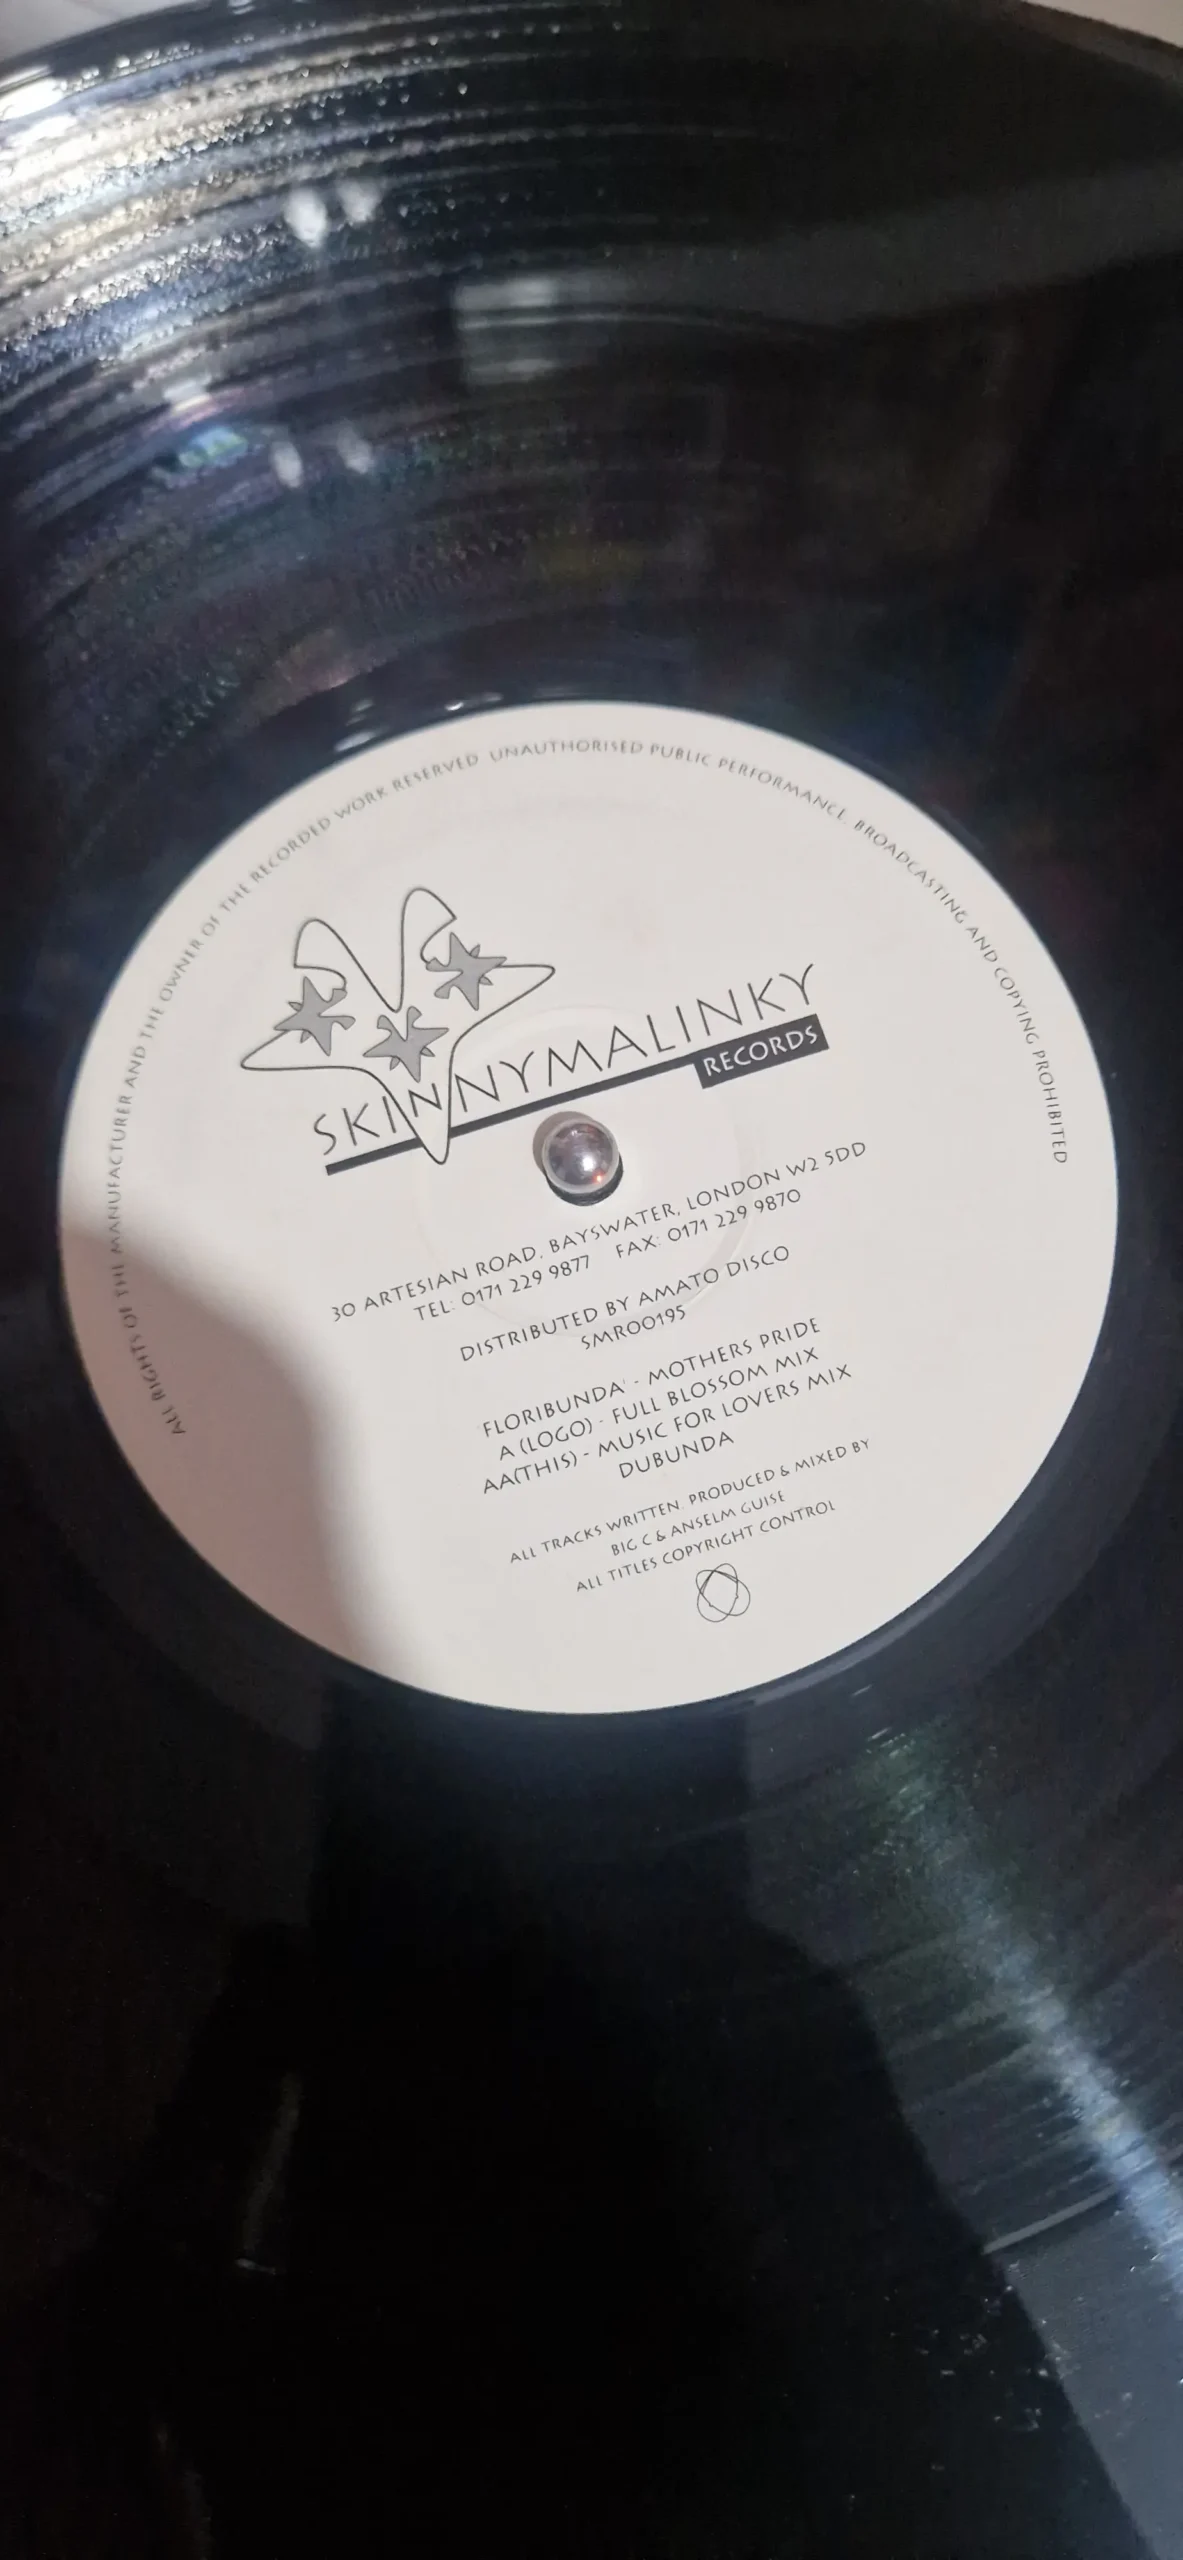 ALL RIGHTS OF THE MANUFACTURER AND THE OWNER OF THE RECORDED WORK RESERVED UNAUTHORISED PUBLIC PERFORMANCE, BROADCASTING AND COPYING PROHIBITED
SKINNYMALINKY
RECORDS
30 ARTESIAN ROAD, BAYSWATER, LONDON W2 5DD
TEL: 0171 229 9877 FAX: 0171 229 9870
DISTRIBUTED BY AMATO DISCO
SMR00195
FLORIBUNDA' - MOTHERS PRIDE
A (LOGO) - FULL BLOSSOM MIX
AA(THIS) - MUSIC FOR LOVERS MIX
DUBUNDA
ALL TRACKS WRITTEN, PRODUCED & MIXED BY
BIG C & ANSELM GUISE
ALL TITLES COPYRIGHT CONTROL